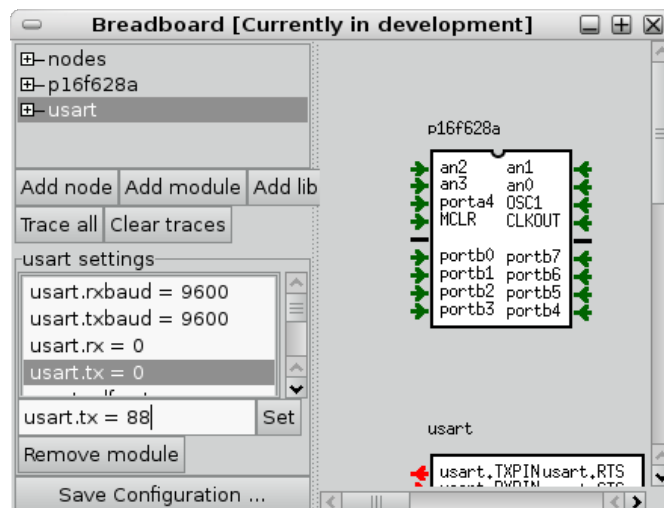 Breadboard [Currently in development]
nodes
p16f628a
usart
Add node Add module Add lib
Trace all Clear traces
usart settings
usart.rxbaud = 9600
usart.txbaud = 9600
usart.rx = 0
usart.tx = 0
usart.tx = 88 Set
Remove module
Save Configuration ...
p16f628a
an2 an1
an3 an0
porta4 OSC1
MCLR CLKOUT
portb0 portb7
portb1 portb6
portb2 portb5
portb3 portb4
usart
usart.TXPIN usart.RTS